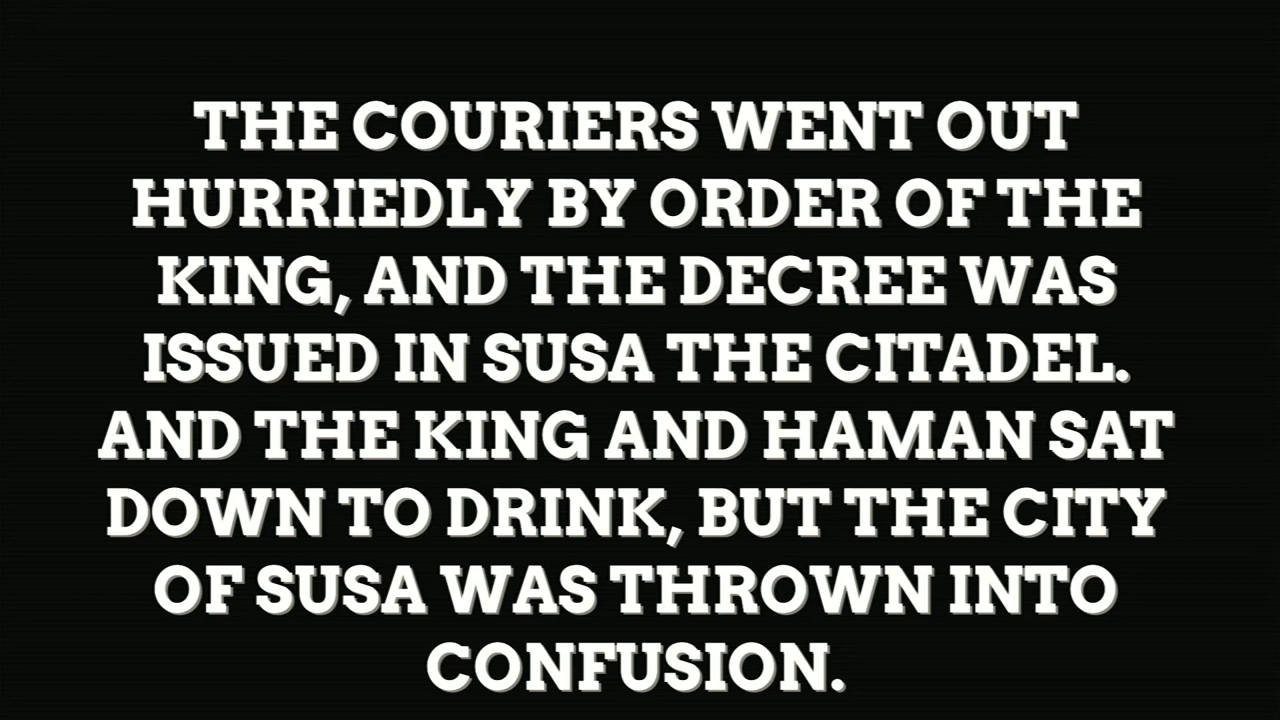 THE COURIERS WENT OUT
HURRIEDLY BY ORDER OF THE
KING, AND THE DECREE WAS
ISSUED IN SUSA THE CITADEL.
AND THE KING AND HAMAN SAT
DOWN TO DRINK, BUT THE CITY
OF SUSA WAS THROWN INTO
CONFUSION.